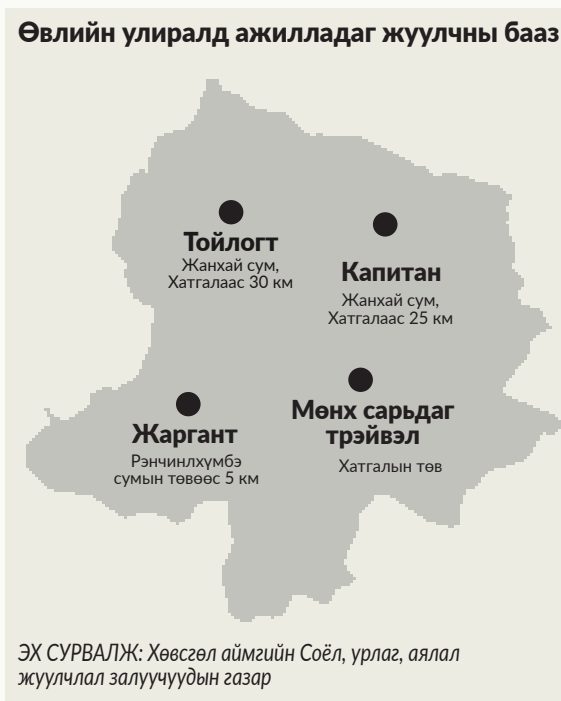 Өвлийн улиралд ажилладаг жуулчны бааз
Тойлогт
Жанхай сум,
Хатгалаас 30 км
Капитан
Жанхай сум,
Хатгалаас 25 км
Жаргант
Рэнчинлхүмбэ
сумын төвөөс 5 км
Мөнх сарьдаг
трэйвэл
Хатгалын төв
ЭХ СУРВАЛЖ: Хөвсгөл аймгийн Соёл, урлаг, аялал
жуулчлал залуучуудын газар